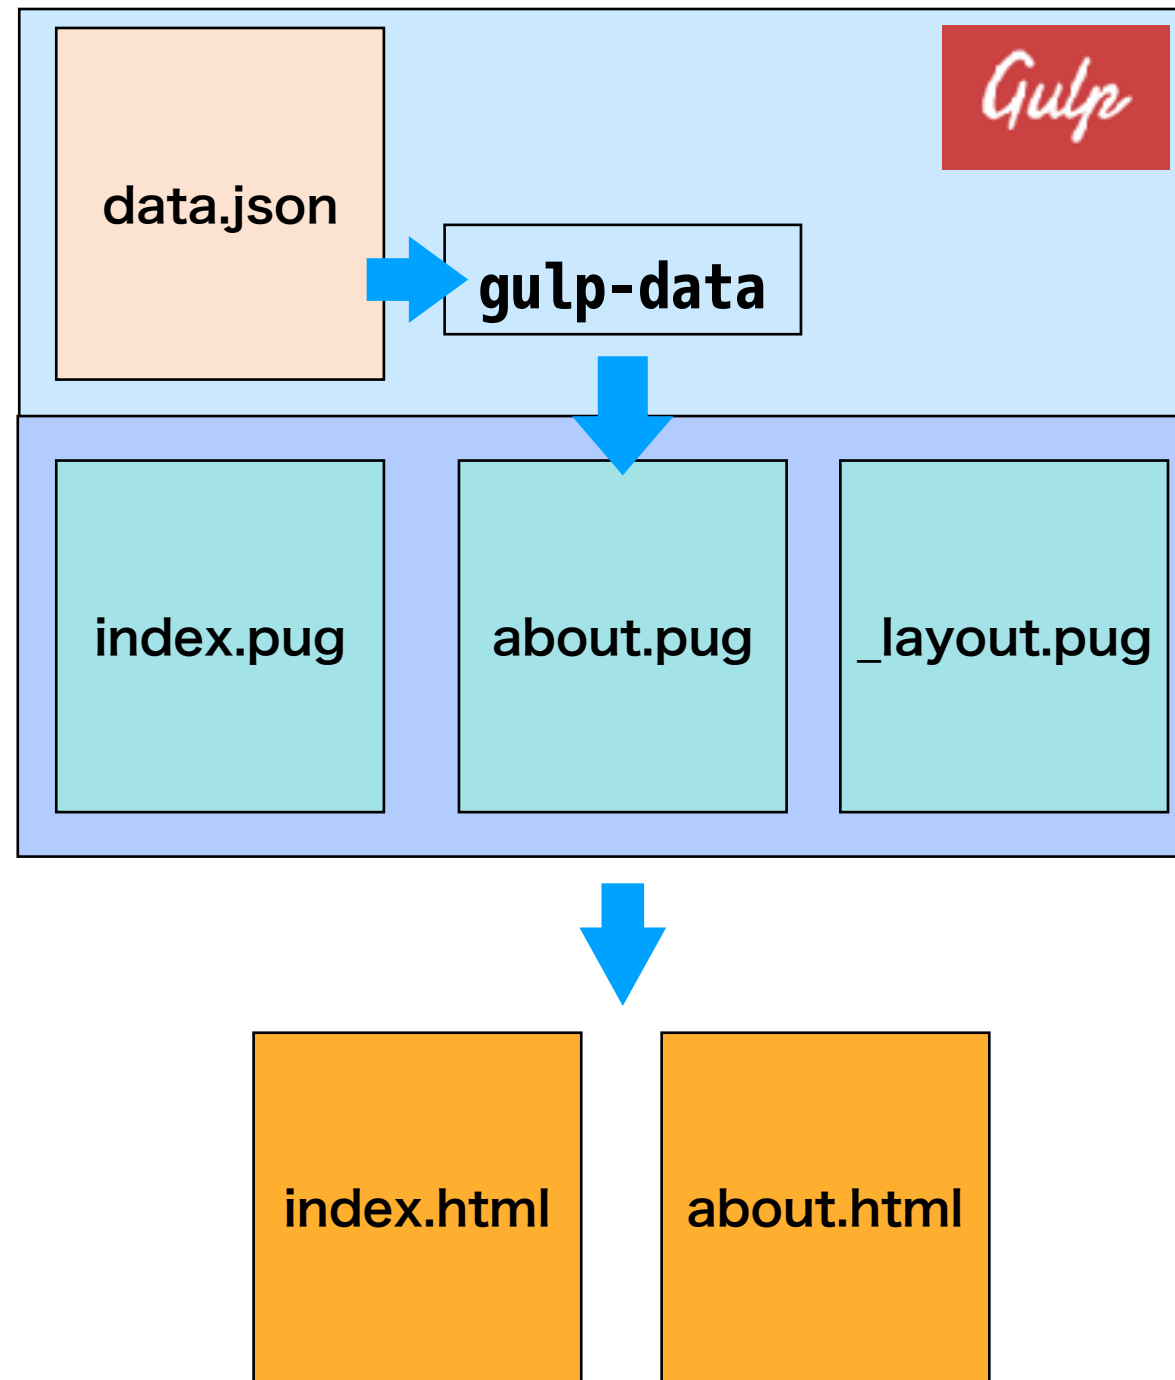 Gulp
data.json
gulp-data
index.pug
about.pug
_layout.pug
index.html
about.html